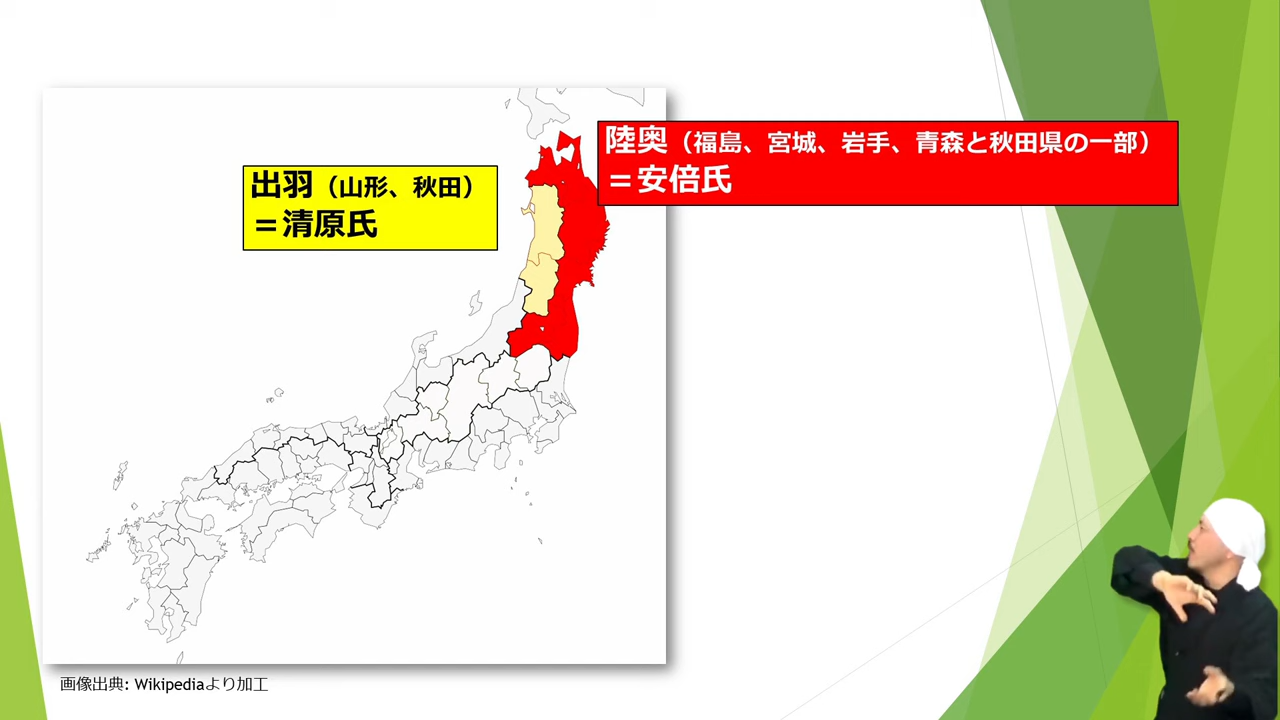 陸奥（福島、宮城、岩手、青森と秋田県の一部）
＝安倍氏
出羽（山形、秋田）
＝清原氏
画像出典: Wikipediaより加工